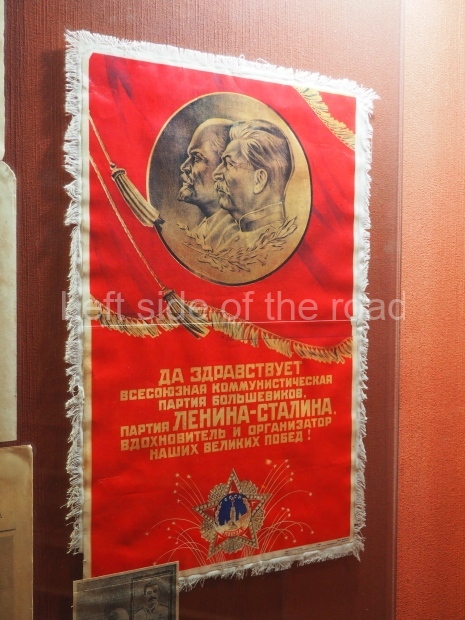 Left side of the road
ДА ЗДРАВСТВУЕТ
ВСЕСОЮЗНАЯ КОММУНИСТИЧЕСКАЯ
ПАРТИЯ БОЛЬШЕВИКОВ,
ПАРТИЯ ЛЕНИНА-СТАЛИНА,
ВДОХНОВИТЕЛЬ И ОРГАНИЗАТОР
НАШИХ ВЕЛИКИХ ПОБЕД!